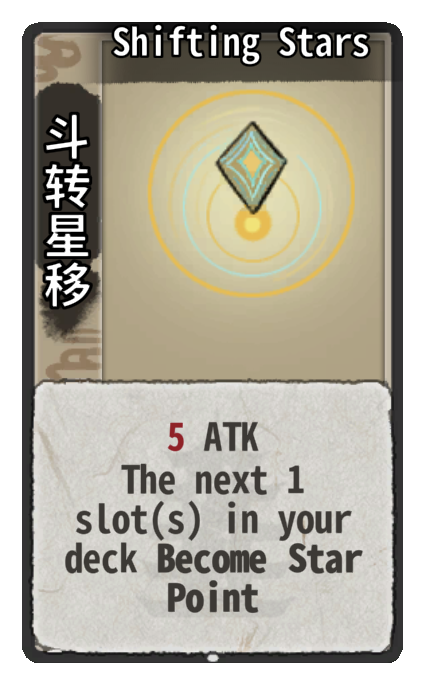 Shifting Stars
斗转星移
5 ATK
The next 1
slot(s) in your
deck Become Star
Point